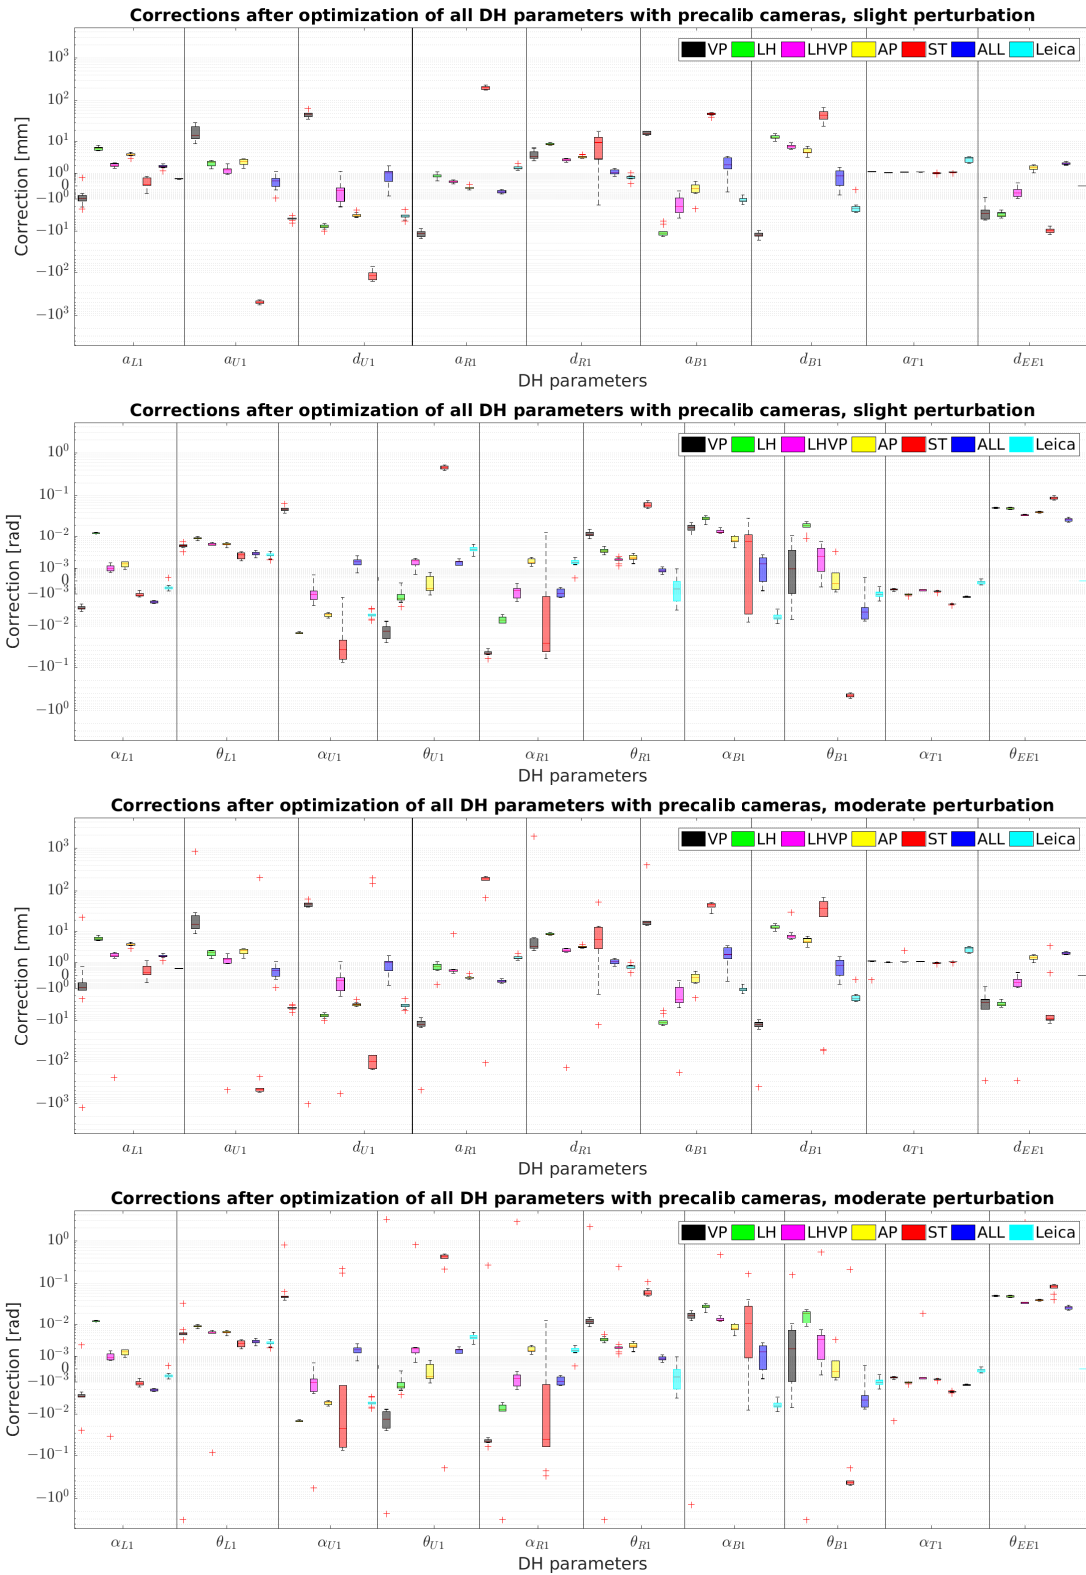 Corrections after optimization of all DH parameters with precalib cameras, slight perturbation
VP LH LHVP AP ST ALL Leica
Correction [mm]
10^3
10^2
10^1
10^0
0
−10^0
−10^1
−10^2
−10^3
a_{L1} a_{U1} d_{U1} a_{R1} d_{R1} a_{B1} d_{B1} a_{T1} d_{EE1}
DH parameters
Corrections after optimization of all DH parameters with precalib cameras, slight perturbation
VP LH LHVP AP ST ALL Leica
Correction [rad]
10^0
10^{-1}
10^{-2}
10^{-3}
0
−10^{-3}
−10^{-2}
−10^{-1}
−10^0
α_{L1} θ_{L1} α_{U1} θ_{U1} α_{R1} θ_{R1} α_{B1} θ_{B1} α_{T1} θ_{EE1}
DH parameters
Corrections after optimization of all DH parameters with precalib cameras, moderate perturbation
VP LH LHVP AP ST ALL Leica
Correction [mm]
10^3
10^2
10^1
10^0
0
−10^0
−10^1
−10^2
−10^3
a_{L1} a_{U1} d_{U1} a_{R1} d_{R1} a_{B1} d_{B1} a_{T1} d_{EE1}
DH parameters
Corrections after optimization of all DH parameters with precalib cameras, moderate perturbation
VP LH LHVP AP ST ALL Leica
Correction [rad]
10^0
10^{-1}
10^{-2}
10^{-3}
0
−10^{-3}
−10^{-2}
−10^{-1}
−10^0
α_{L1} θ_{L1} α_{U1} θ_{U1} α_{R1} θ_{R1} α_{B1} θ_{B1} α_{T1} θ_{EE1}
DH parameters